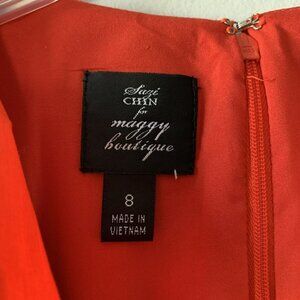 Suzi
CHIN
for
maggy
boutique
8
MADE IN
VIETNAM